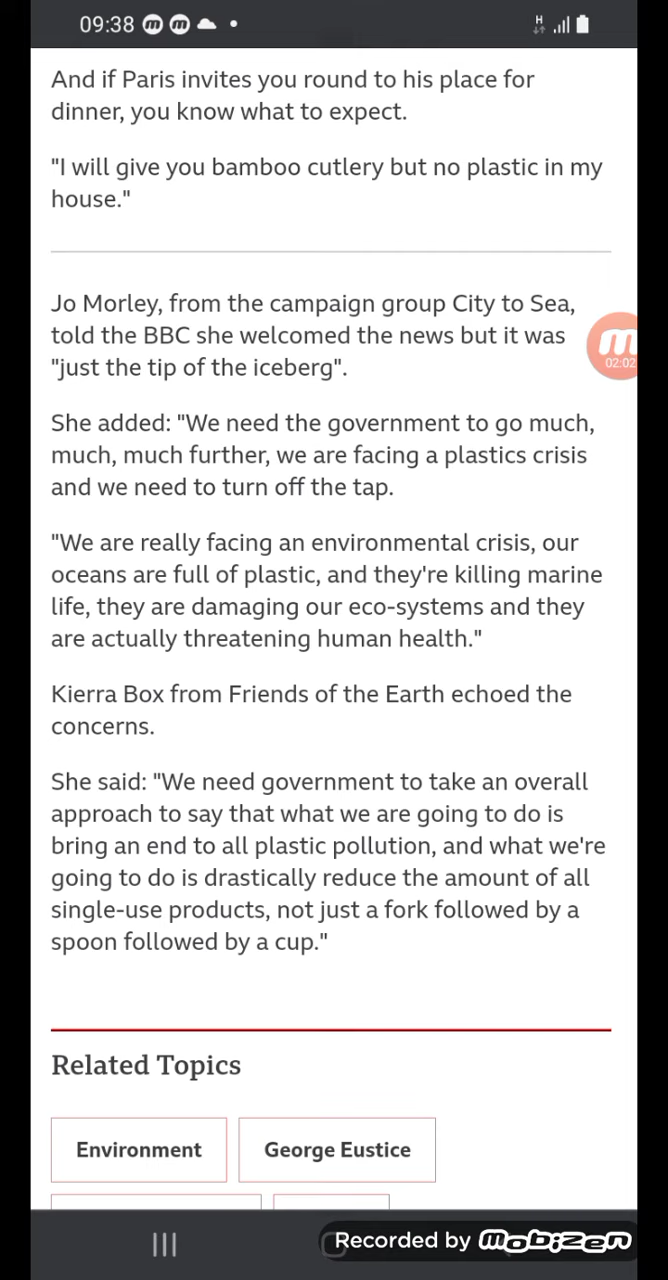 09:38
H
And if Paris invites you round to his place for
dinner, you know what to expect.
"I will give you bamboo cutlery but no plastic in my
house."
Jo Morley, from the campaign group City to Sea,
told the BBC she welcomed the news but it was
"just the tip of the iceberg".
m
02:02
She added: "We need the government to go much,
much, much further, we are facing a plastics crisis
and we need to turn off the tap.
"We are really facing an environmental crisis, our
oceans are full of plastic, and they're killing marine
life, they are damaging our eco-systems and they
are actually threatening human health."
Kierra Box from Friends of the Earth echoed the
concerns.
She said: "We need government to take an overall
approach to say that what we are going to do is
bring an end to all plastic pollution, and what we're
going to do is drastically reduce the amount of all
single-use products, not just a fork followed by a
spoon followed by a cup."
Related Topics
Environment
George Eustice
Recorded by mobizen